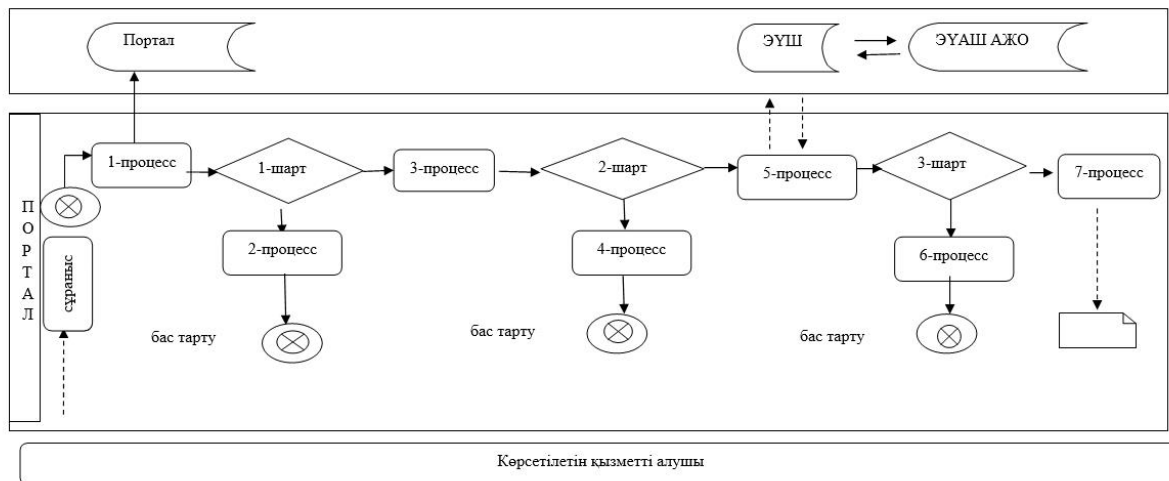 Портал
ЭҮШ
ЭҮАШ АЖО
1-процесс
1-шарт
3-процесс
2-шарт
5-процесс
3-шарт
7-процесс
ПОРТАЛ
сұраныс
2-процесс
4-процесс
6-процесс
бас тарту
бас тарту
бас тарту
Көрсетілетін қызметті алушы